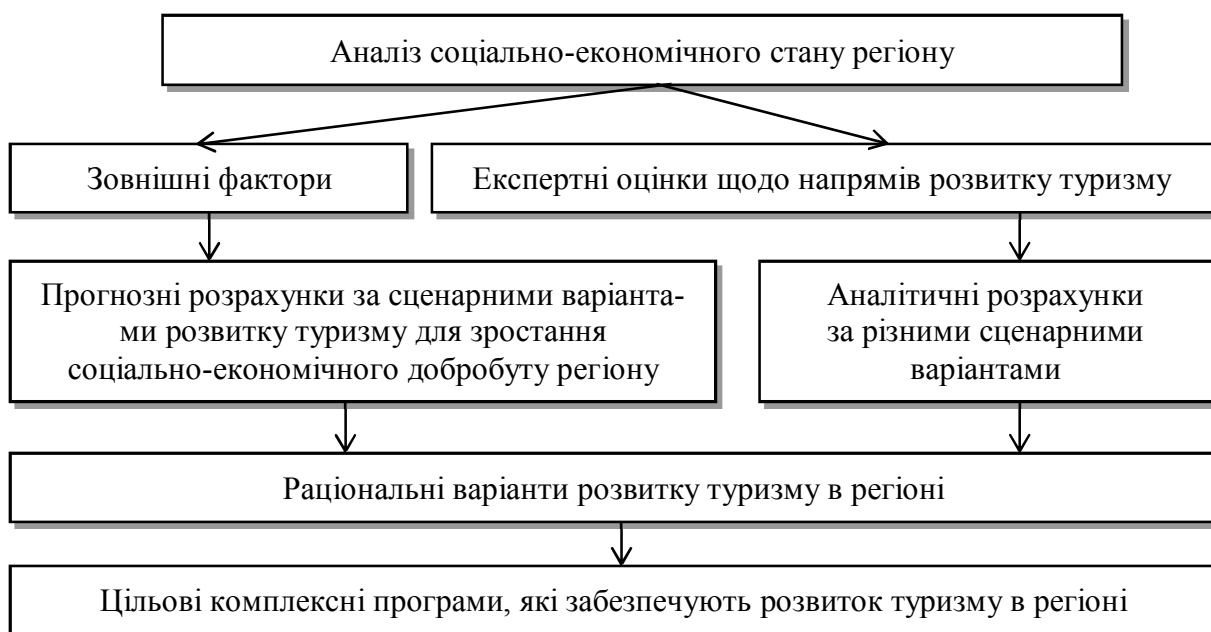 Аналіз соціально-економічного стану регіону
Зовнішні фактори
Експертні оцінки щодо напрямів розвитку туризму
Прогнозні розрахунки за сценарними варіанта-
ми розвитку туризму для зростання
соціально-економічного добробуту регіону
Аналітичні розрахунки
за різними сценарними
варіантами
Раціональні варіанти розвитку туризму в регіоні
Цільові комплексні програми, які забезпечують розвиток туризму в регіоні